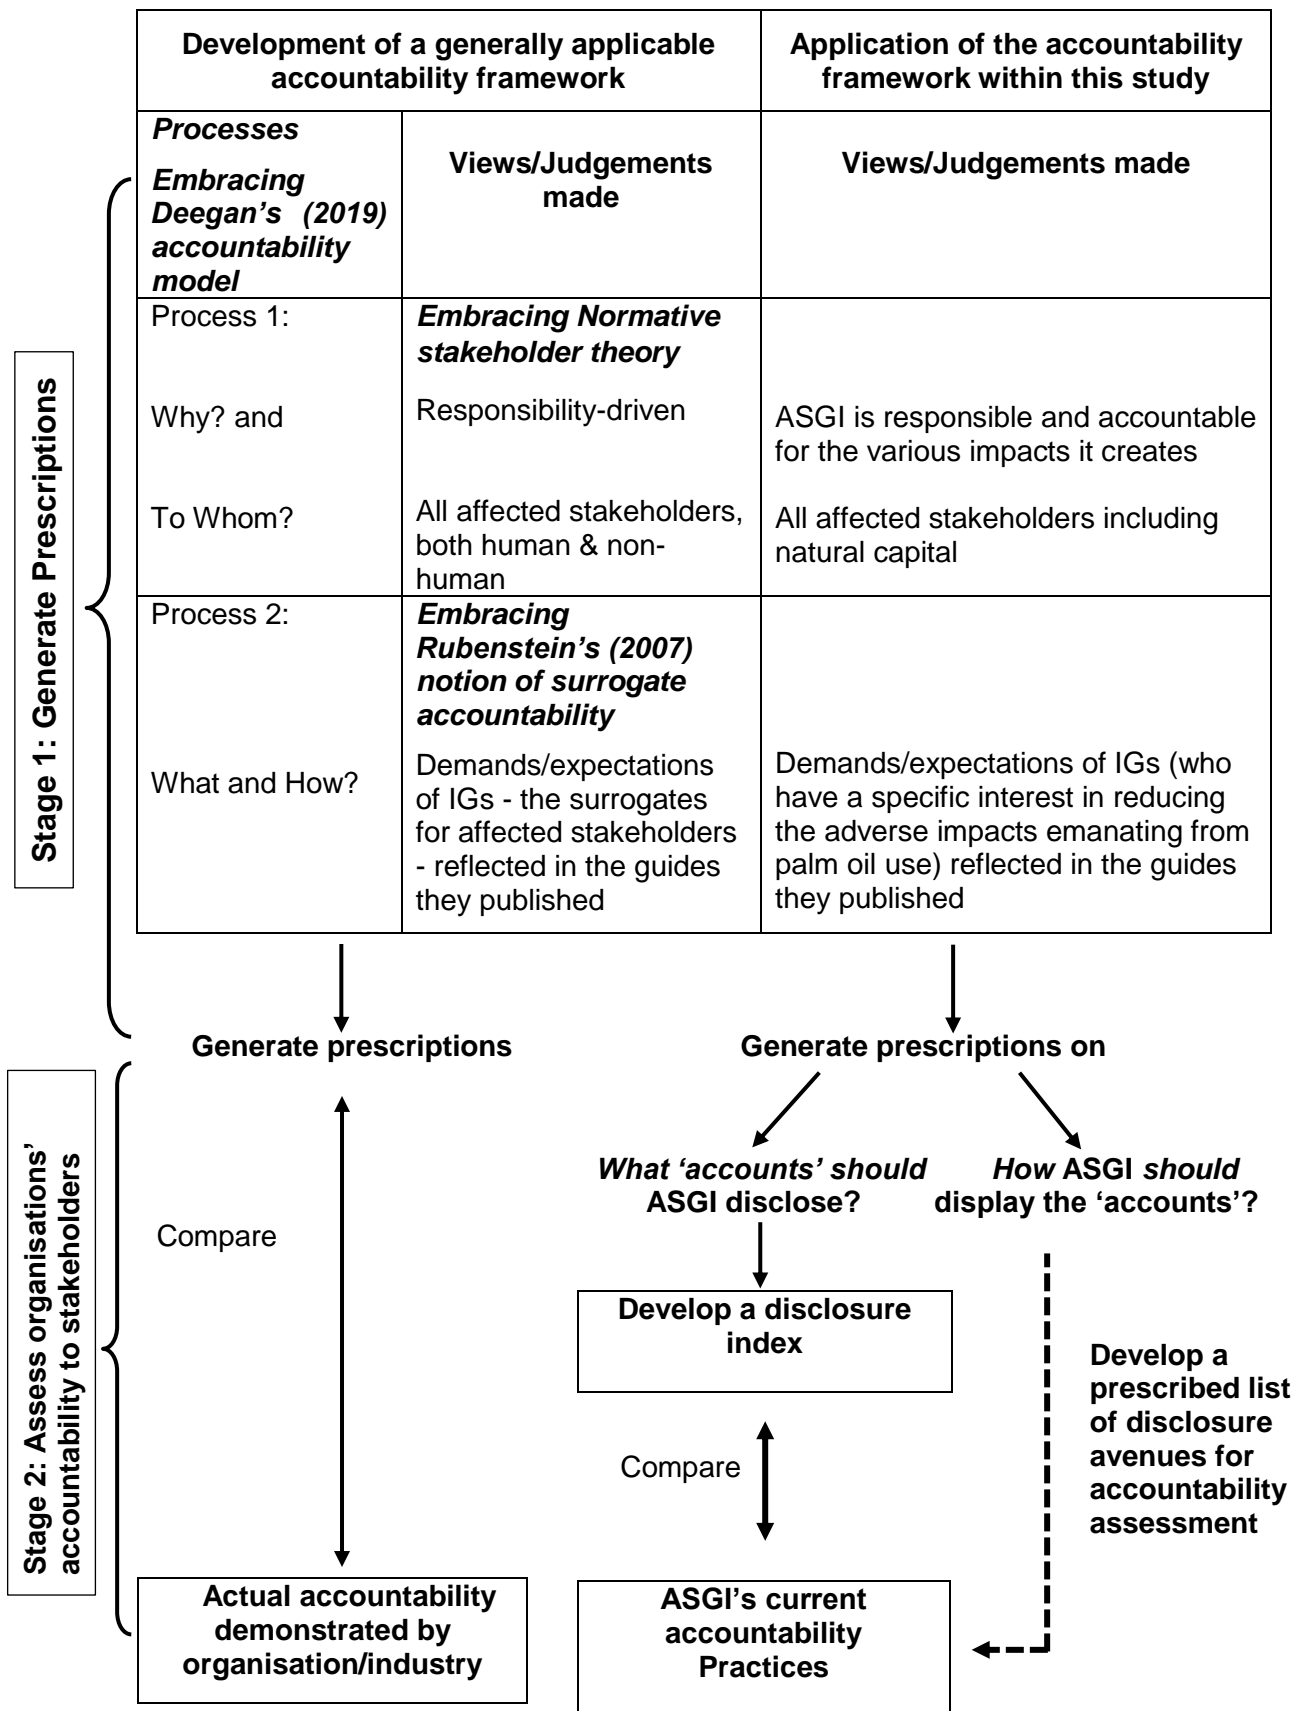 Development of a generally applicable
accountability framework
Application of the accountability
framework within this study
Processes
Embracing
Deegan's (2019)
accountability
model
Views/Judgements
made
Views/Judgements made
Stage 1: Generate Prescriptions
Process 1:
Embracing Normative
stakeholder theory
Why? and
Responsibility-driven
ASGI is responsible and accountable
for the various impacts it creates
To Whom?
All affected stakeholders,
both human & non-
human
All affected stakeholders including
natural capital
Process 2:
Embracing
Rubenstein's (2007)
notion of surrogate
accountability
What and How?
Demands/expectations
of IGs - the surrogates
for affected stakeholders
- reflected in the guides
they published
Demands/expectations of IGs (who
have a specific interest in reducing
the adverse impacts emanating from
palm oil use) reflected in the guides
they published
Generate prescriptions
Generate prescriptions on
Stage 2: Assess organisations'
accountability to stakeholders
What ‘accounts’ should
ASGI disclose?
How ASGI should
display the ‘accounts’?
Compare
Develop a disclosure
index
Develop a
prescribed list
of disclosure
avenues for
accountability
assessment
Compare
Actual accountability
demonstrated by
organisation/industry
ASGI's current
accountability
Practices